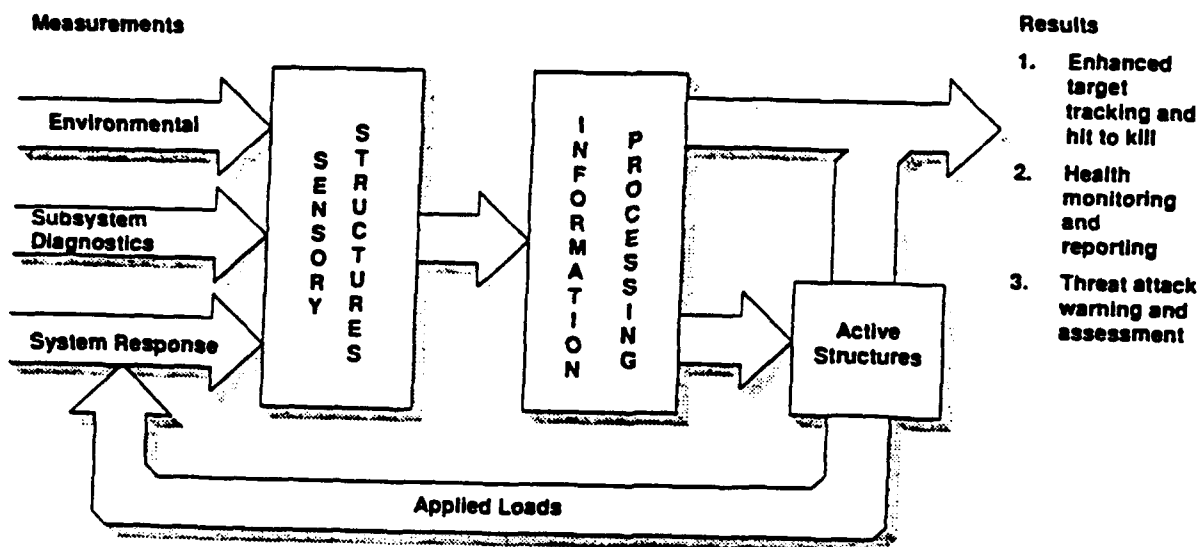 Measurements
Environmental
Subsystem
Diagnostics
System Response
SENSORY
STRUCTURES
INFORMATION
PROCESSING
Active
Structures
Applied Loads
Results
1. Enhanced
target
tracking and
hit to kill
2. Health
monitoring
and
reporting
3. Threat attack
warning and
assessment